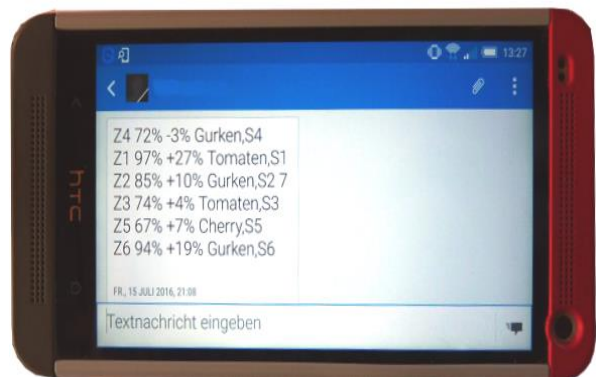 13:27
Z4 72% -3% Gurken,S4
Z1 97% +27% Tomaten,S1
Z2 85% +10% Gurken,S2 7
Z3 74% +4% Tomaten,S3
Z5 67% +7% Cherry,S5
Z6 94% +19% Gurken,S6
FR., 15 JULI 2016, 21:08
Textnachricht eingeben
hTC